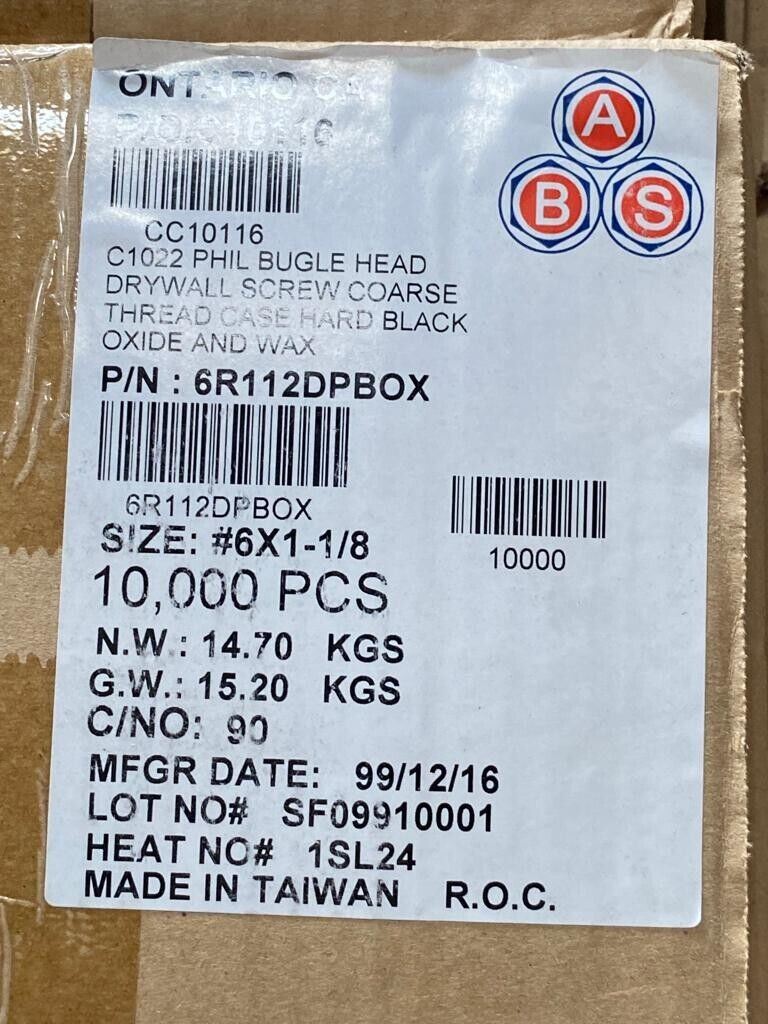 ONTARIO CA
A
B S
CC10116
C1022 PHIL BUGLE HEAD
DRYWALL SCREW COARSE
THREAD CASE HARD BLACK
OXIDE AND WAX
P/N : 6R112DPBOX
6R112DPBOX
10000
SIZE: #6X1-1/8
10,000 PCS
N.W.: 14.70 KGS
G.W.: 15.20 KGS
C/NO: 90
MFGR DATE: 99/12/16
LOT NO# SF09910001
HEAT NO# 1SL24
MADE IN TAIWAN R.O.C.